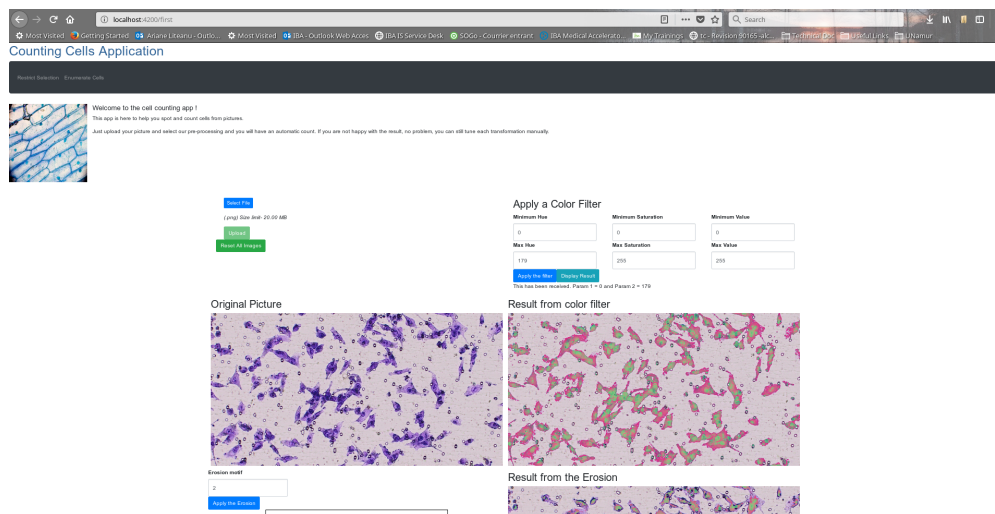 localhost:4200/first
Search
Most Visited Getting Started Ariane Liteanu - Outlo... Most Visited IBA - Outlook Web Acces IBA IS Service Desk SOGo - Courrier entrant IBA Medical Accelerato... My Trainings tc - Revision 90165 -alc... Technical Doc Useful Links UNamur
Counting Cells Application
Restrict Selection Enumerate Cells
Welcome to the cell counting app !
This app is here to help you spot and count cells from pictures.
Just upload your picture and select our pre-processing and you will have an automatic count. If you are not happy with the result, no problem, you can still tune each transformation manually.
Select File
(.png) Size limit- 20.00 MB
Upload
Reset All Images
Apply a Color Filter
Minimum Hue Minimum Saturation Minimum Value
0 0 0
Max Hue Max Saturation Max Value
179 255 255
Apply the filter Display Result
This has been received. Param 1 = 0 and Param 2 = 179
Original Picture
Result from color filter
Erosion motif
2
Apply the Erosion
Result from the Erosion